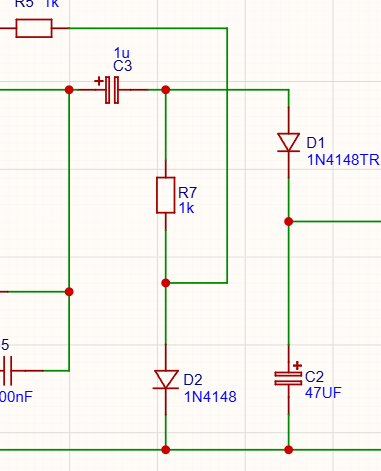 R5 1k
1u
C3
D1
1N4148TR
R7
1k
5
00nF
D2
1N4148
C2
47UF